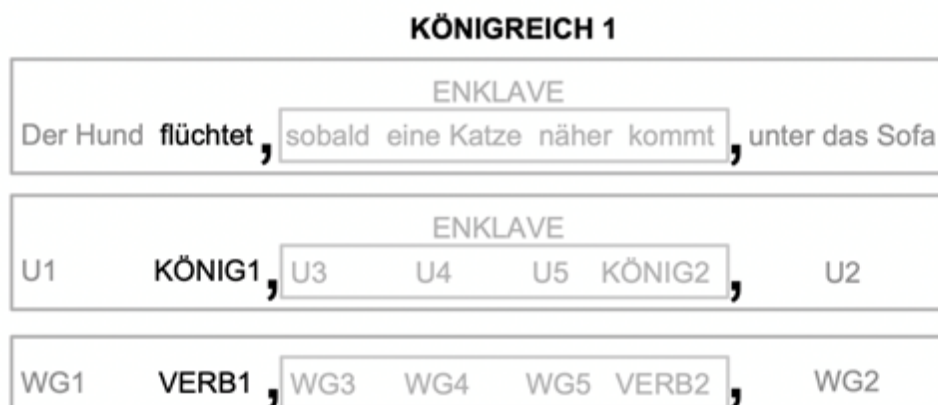 KÖNIGREICH 1
ENKLAVE
Der Hund flüchtet, sobald eine Katze näher kommt, unter das Sofa
ENKLAVE
U1 KÖNIG1, U3 U4 U5 KÖNIG2, U2
WG1 VERB1, WG3 WG4 WG5 VERB2, WG2